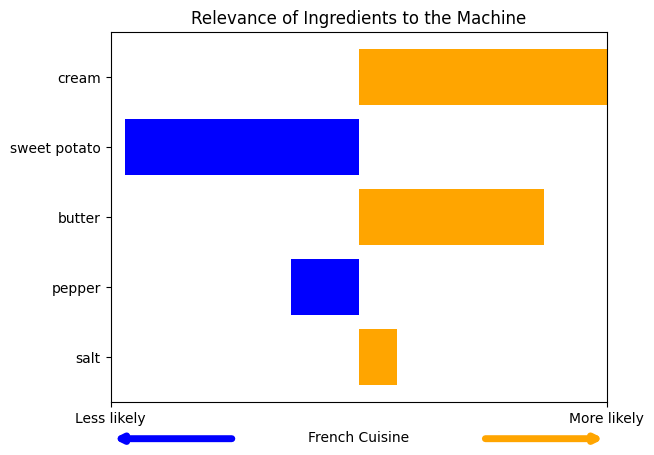 Relevance of Ingredients to the Machine
cream
sweet potato
butter
pepper
salt
Less likely
More likely
French Cuisine